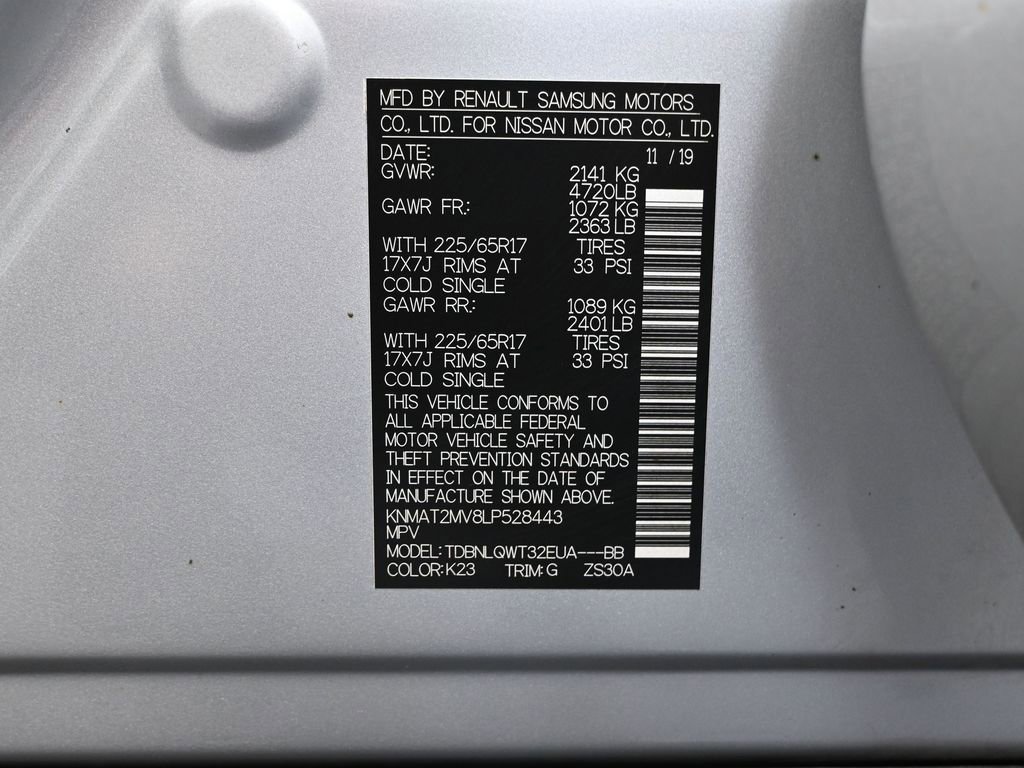 MFD BY RENAULT SAMSUNG MOTORS
CO., LTD. FOR NISSAN MOTOR CO., LTD.
DATE: 11 / 19
GVWR: 2141 KG
4720LB
GAWR FR.: 1072 KG
2363 LB
WITH 225/65R17 TIRES
17X7J RIMS AT 33 PSI
COLD SINGLE
GAWR RR.: 1089 KG
2401 LB
WITH 225/65R17 TIRES
17X7J RIMS AT 33 PSI
COLD SINGLE
THIS VEHICLE CONFORMS TO
ALL APPLICABLE FEDERAL
MOTOR VEHICLE SAFETY AND
THEFT PREVENTION STANDARDS
IN EFFECT ON THE DATE OF
MANUFACTURE SHOWN ABOVE.
KNMAT2MV8LP528443
MPV
MODEL: TDBNLQWT32EUA---BB
COLOR: K23 TRIM: G ZS30A